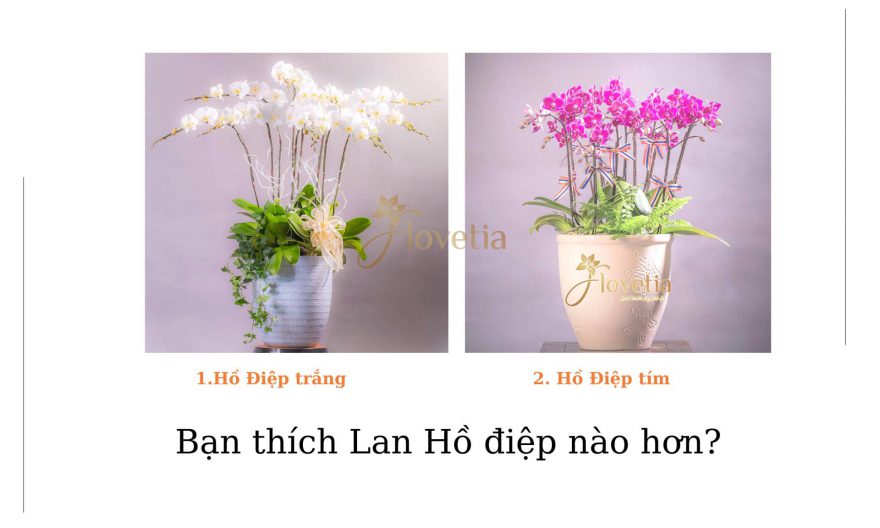 Flovetia
Flovetia
1.Hồ Điệp trắng
2. Hồ Điệp tím
Bạn thích Lan Hồ điệp nào hơn?